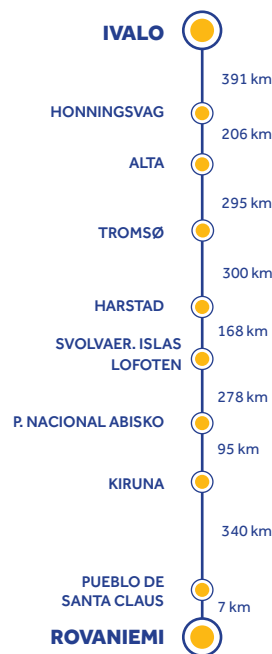 IVALO
391 km
HONNINGSVAG
206 km
ALTA
295 km
TROMSØ
300 km
HARSTAD
168 km
SVOLVAER. ISLAS
LOFOTEN
278 km
P. NACIONAL ABISKO
95 km
KIRUNA
340 km
PUEBLO DE
SANTA CLAUS
7 km
ROVANIEMI